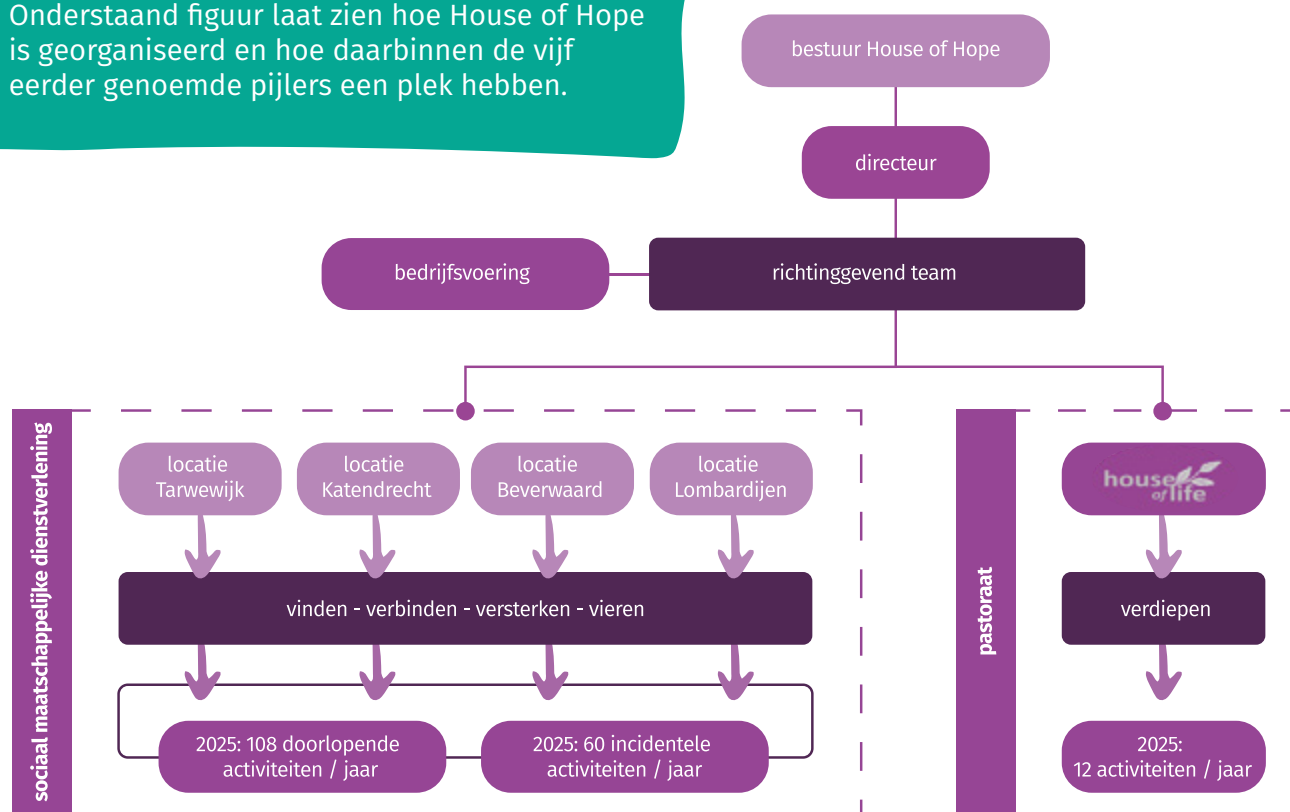 Onderstaand figuur laat zien hoe House of Hope
is georganiseerd en hoe daarbinnen de vijf
eerder genoemde pijlers een plek hebben.
bestuur House of Hope
directeur
bedrijfsvoering
richtinggevend team
sociaal maatschappelijke dienstverlening
locatie
Tarwewijk
locatie
Katendrecht
locatie
Beverwaard
locatie
Lombardijen
vinden - verbinden - versterken - vieren
2025: 108 doorlopende
activiteiten / jaar
2025: 60 incidentele
activiteiten / jaar
pastoraat
house
of life
verdiepen
2025:
12 activiteiten / jaar